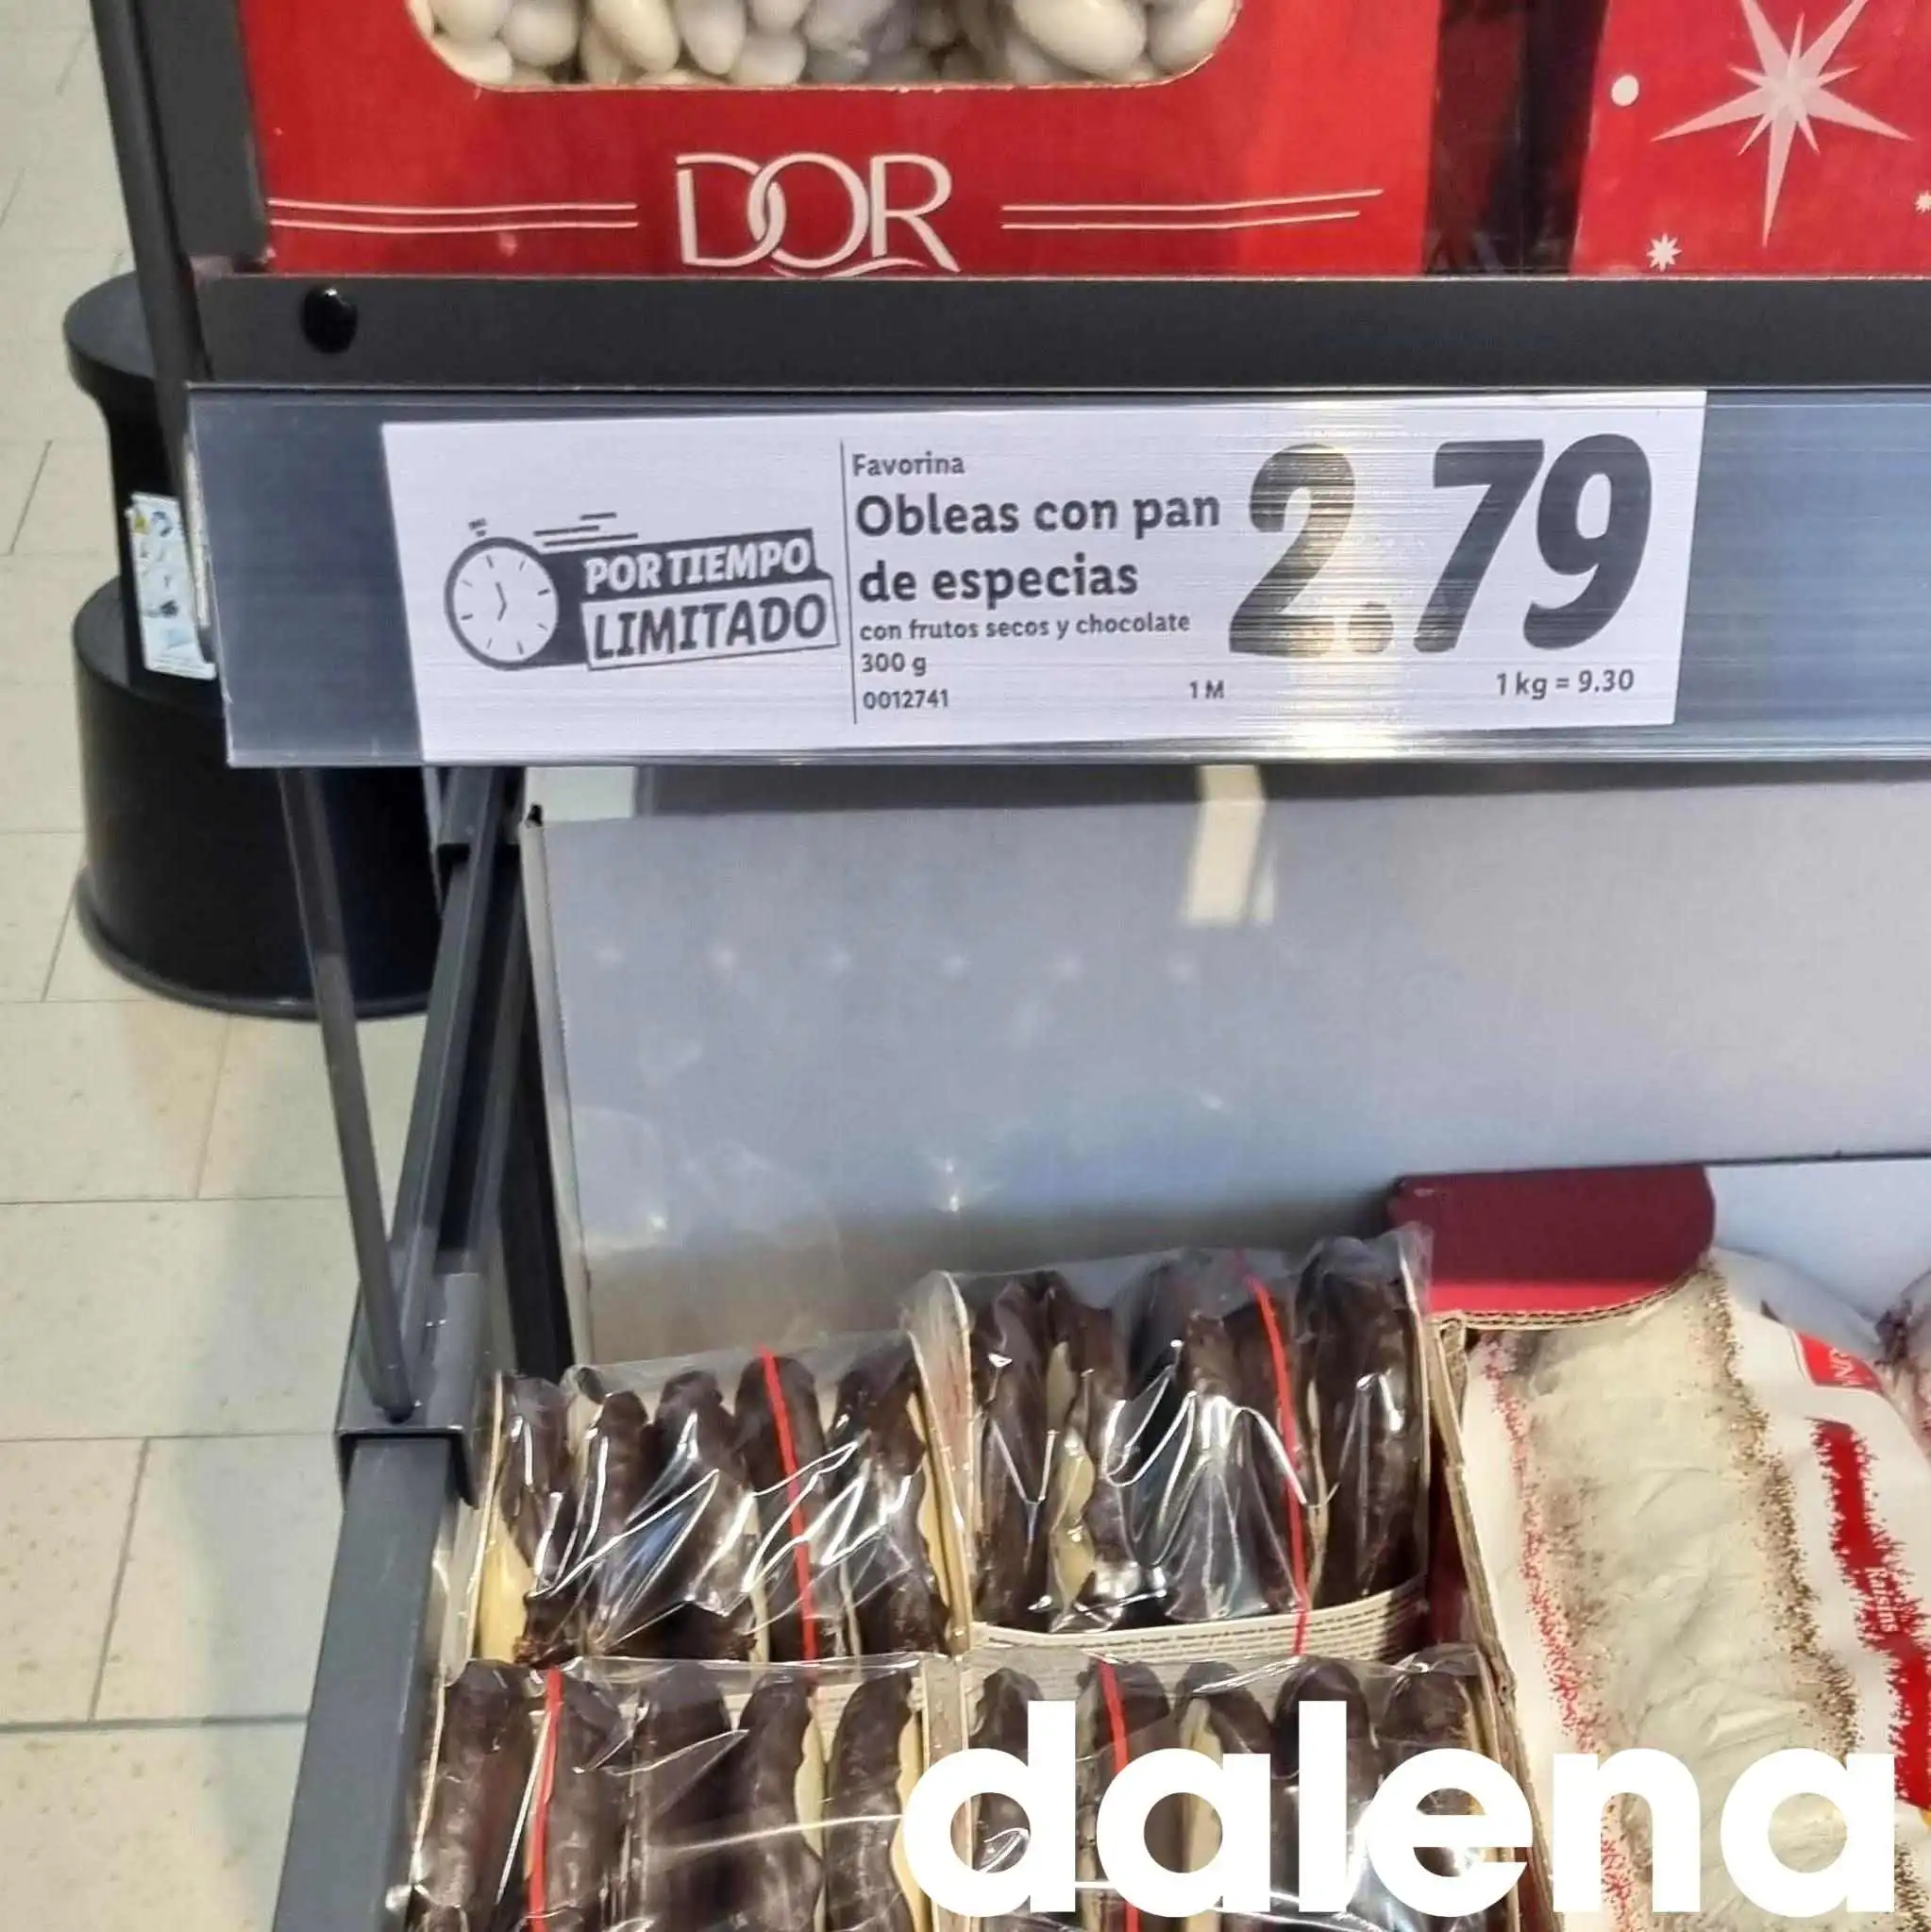 DOR
POR TIEMPO
LIMITADO
Favorina
Obleas con pan
de especias
con frutos secos y chocolate
300 g
0012741
1 M
2.79
1 kg = 9.30
dalena